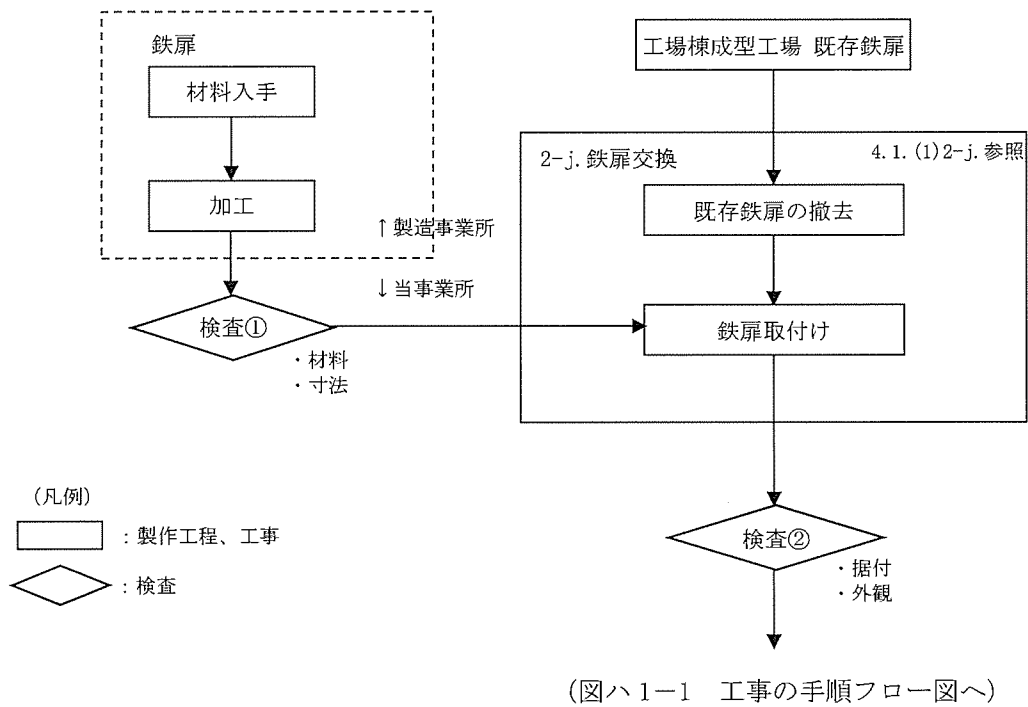 鉄扉
材料入手
加工
↑製造事業所
↓当事業所
検査①
・材料
・寸法
工場棟成型工場 既存鉄扉
2-j.鉄扉交換
4.1.(1)2-j.参照
既存鉄扉の撤去
鉄扉取付け
検査②
・据付
・外観
(凡例)
：製作工程、工事
：検査
(図ハ1－1　工事の手順フロー図へ)